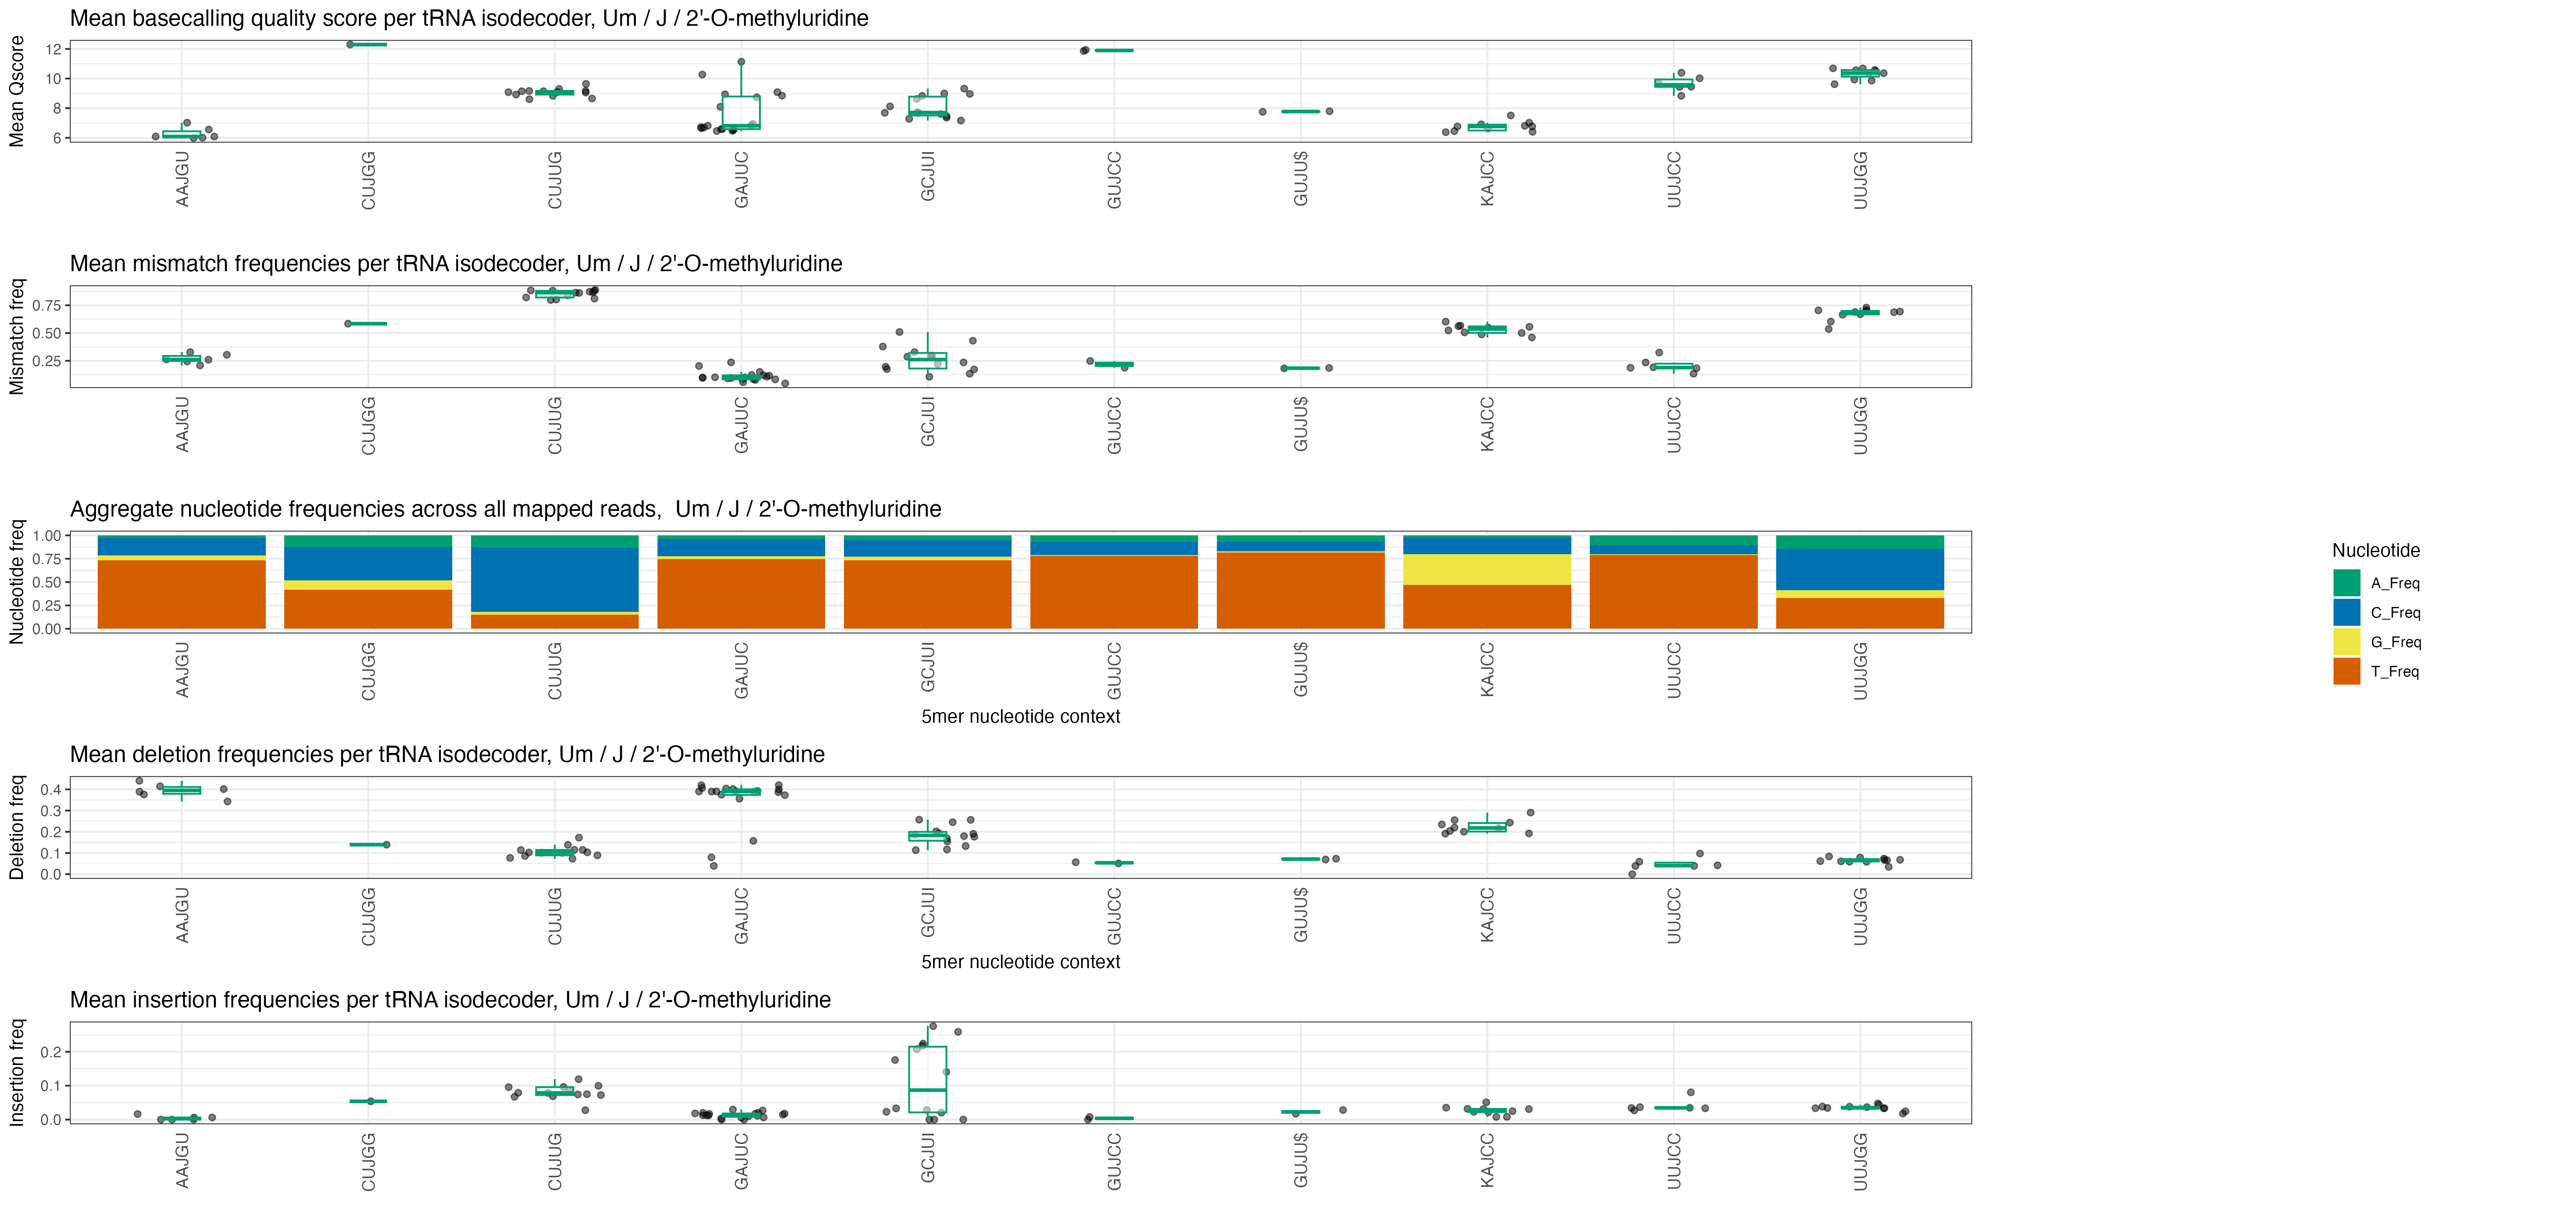 Mean basecalling quality score per tRNA isodecoder, Um / J / 2'-O-methyluridine
Mean Qscore
12
10
8
6
AAJGU CUJGG CUJUG GAJUC GCJUI GUJCC GUJU$ KAJCC UUJCC UUJGG
Mean mismatch frequencies per tRNA isodecoder, Um / J / 2'-O-methyluridine
Mismatch freq
0.75
0.50
0.25
AAJGU CUJGG CUJUG GAJUC GCJUI GUJCC GUJU$ KAJCC UUJCC UUJGG
Aggregate nucleotide frequencies across all mapped reads,  Um / J / 2'-O-methyluridine
Nucleotide freq
1.00
0.75
0.50
0.25
0.00
AAJGU CUJGG CUJUG GAJUC GCJUI GUJCC GUJU$ KAJCC UUJCC UUJGG
5mer nucleotide context
Nucleotide
A_Freq
C_Freq
G_Freq
T_Freq
Mean deletion frequencies per tRNA isodecoder, Um / J / 2'-O-methyluridine
Deletion freq
0.4
0.3
0.2
0.1
0.0
AAJGU CUJGG CUJUG GAJUC GCJUI GUJCC GUJU$ KAJCC UUJCC UUJGG
5mer nucleotide context
Mean insertion frequencies per tRNA isodecoder, Um / J / 2'-O-methyluridine
Insertion freq
0.2
0.1
0.0
AAJGU CUJGG CUJUG GAJUC GCJUI GUJCC GUJU$ KAJCC UUJCC UUJGG